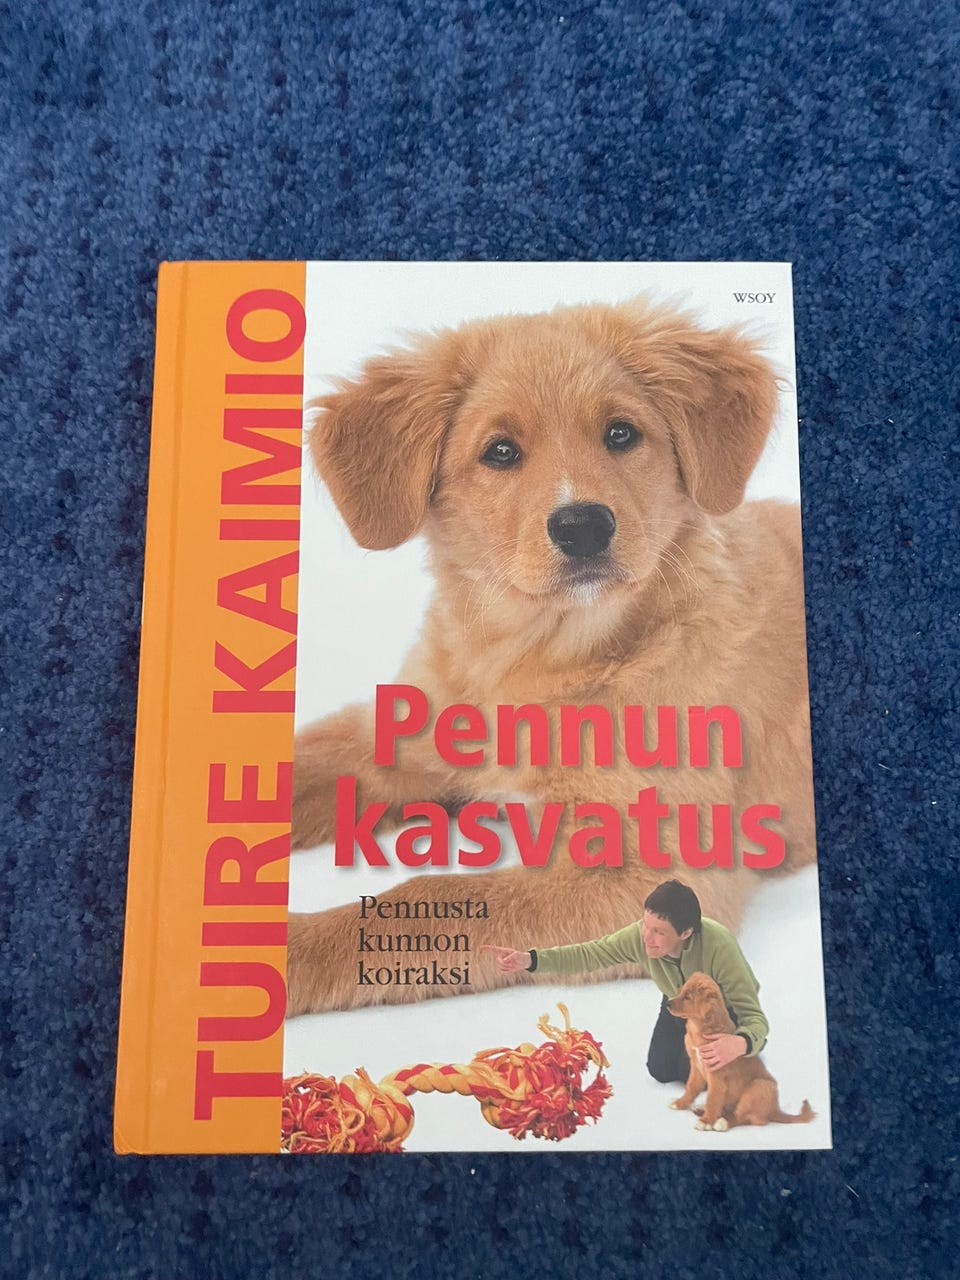 WSOY
TUIRE KAIMIO
Pennun
kasvatus
Pennusta
kunnon
koiraksi